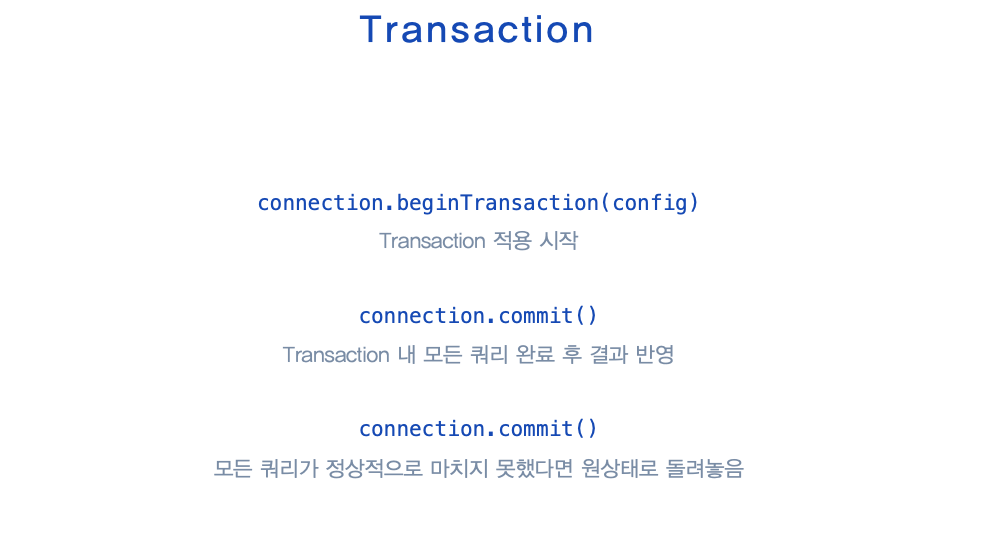 Transaction
connection.beginTransaction(config)
Transaction 적용 시작
connection.commit()
Transaction 내 모든 쿼리 완료 후 결과 반영
connection.commit()
모든 쿼리가 정상적으로 마치지 못했다면 원상태로 돌려놓음